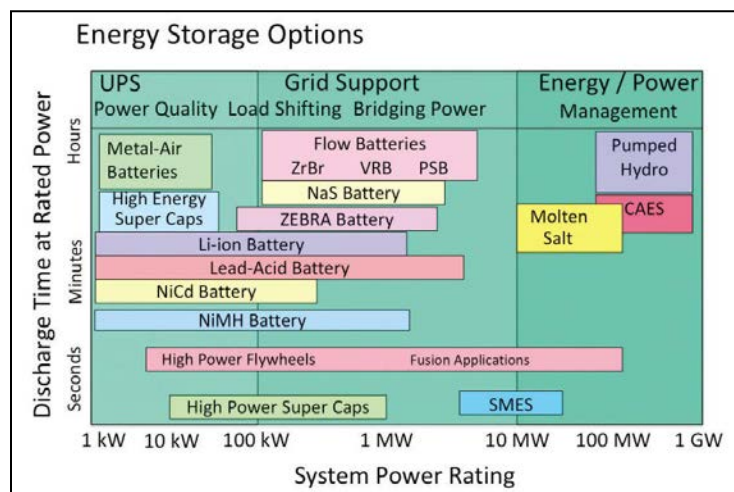 Energy Storage Options
UPS
Grid Support
Energy / Power
Power Quality
Load Shifting
Bridging Power
Management
Discharge Time at Rated Power
Hours
Minutes
Seconds
Metal-Air
Batteries
Flow Batteries
ZrBr
VRB
PSB
Pumped
Hydro
High Energy
Super Caps
NaS Battery
ZEBRA Battery
Molten
Salt
CAES
Li-ion Battery
Lead-Acid Battery
NiCd Battery
NiMH Battery
High Power Flywheels
Fusion Applications
High Power Super Caps
SMES
1 kW
10 kW
100 kW
1 MW
10 MW
100 MW
1 GW
System Power Rating